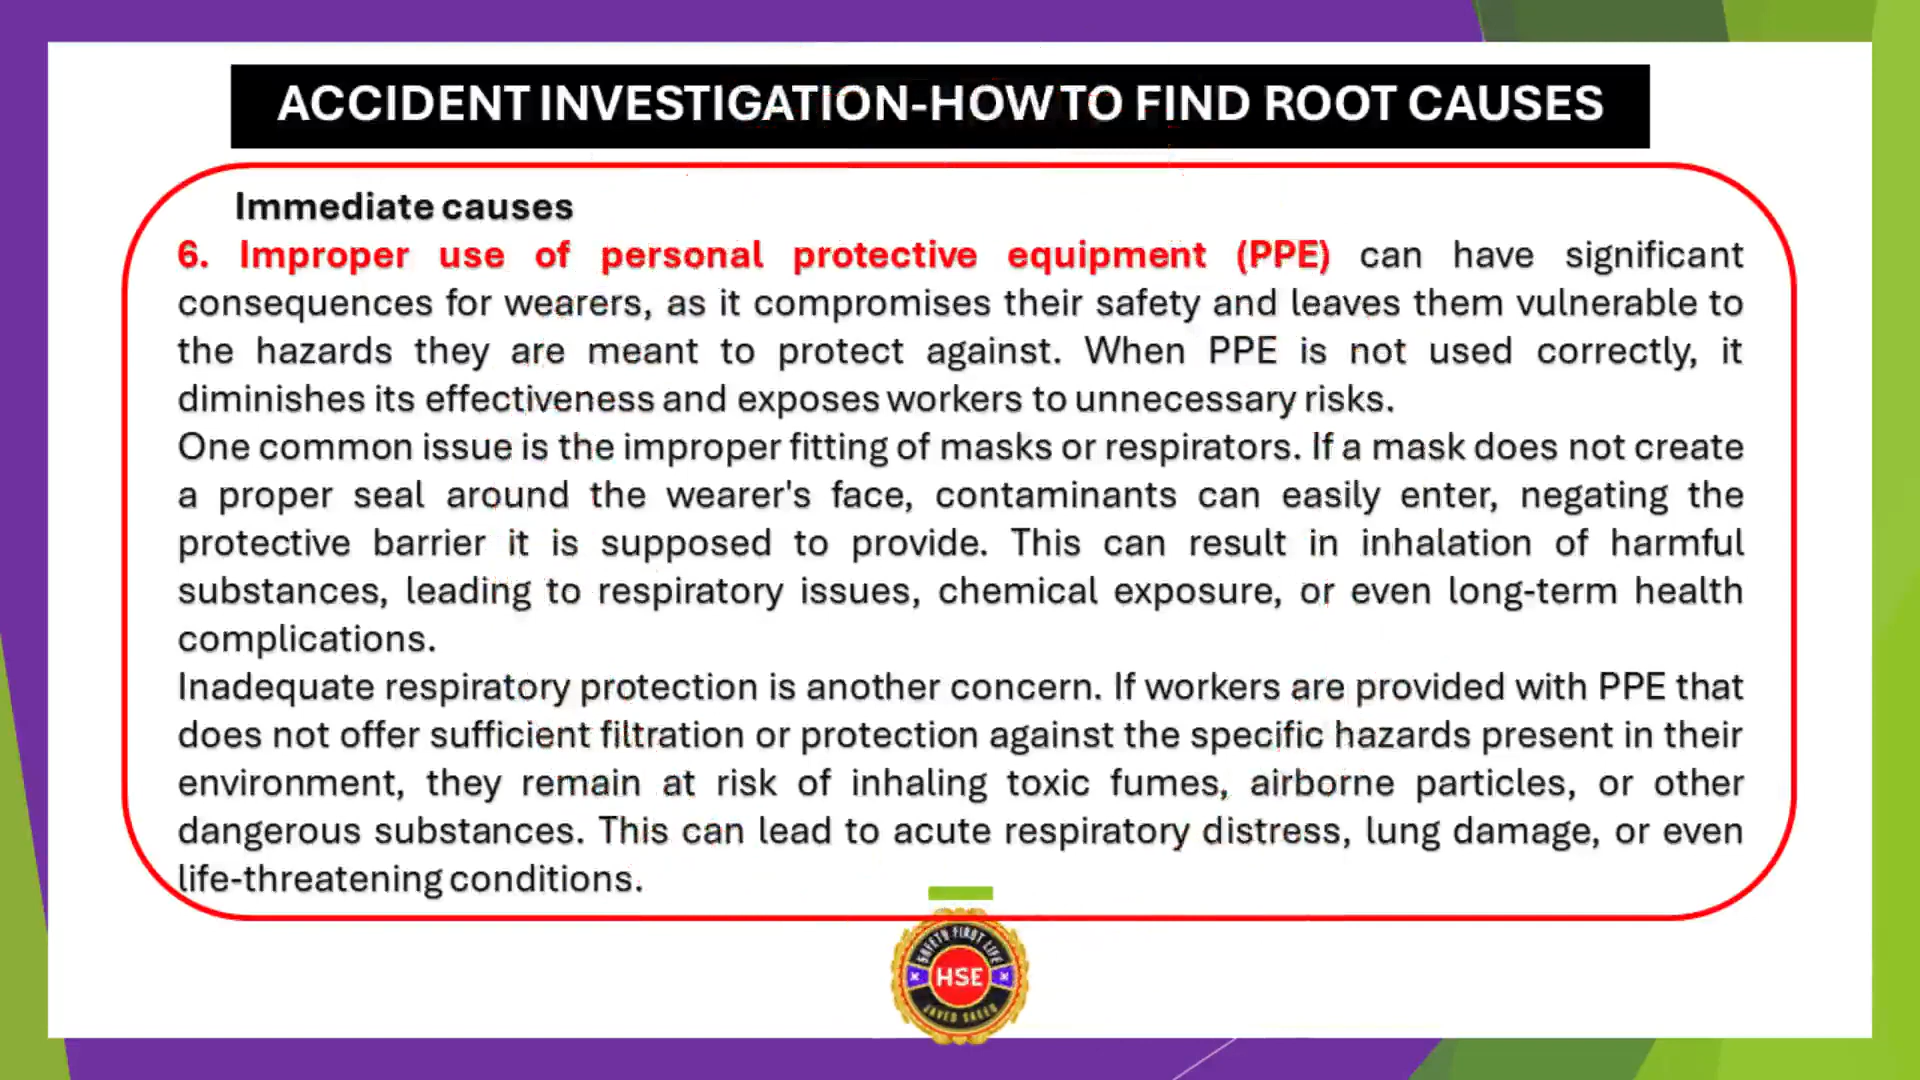 ACCIDENT INVESTIGATION-HOW TO FIND ROOT CAUSES
Immediate causes
6. Improper use of personal protective equipment (PPE) can have significant
consequences for wearers, as it compromises their safety and leaves them vulnerable to
the hazards they are meant to protect against. When PPE is not used correctly, it
diminishes its effectiveness and exposes workers to unnecessary risks.
One common issue is the improper fitting of masks or respirators. If a mask does not create
a proper seal around the wearer's face, contaminants can easily enter, negating the
protective barrier it is supposed to provide. This can result in inhalation of harmful
substances, leading to respiratory issues, chemical exposure, or even long-term health
complications.
Inadequate respiratory protection is another concern. If workers are provided with PPE that
does not offer sufficient filtration or protection against the specific hazards present in their
environment, they remain at risk of inhaling toxic fumes, airborne particles, or other
dangerous substances. This can lead to acute respiratory distress, lung damage, or even
life-threatening conditions.
SAFETY FIRST LIFE
HSE
JAVED SAEED